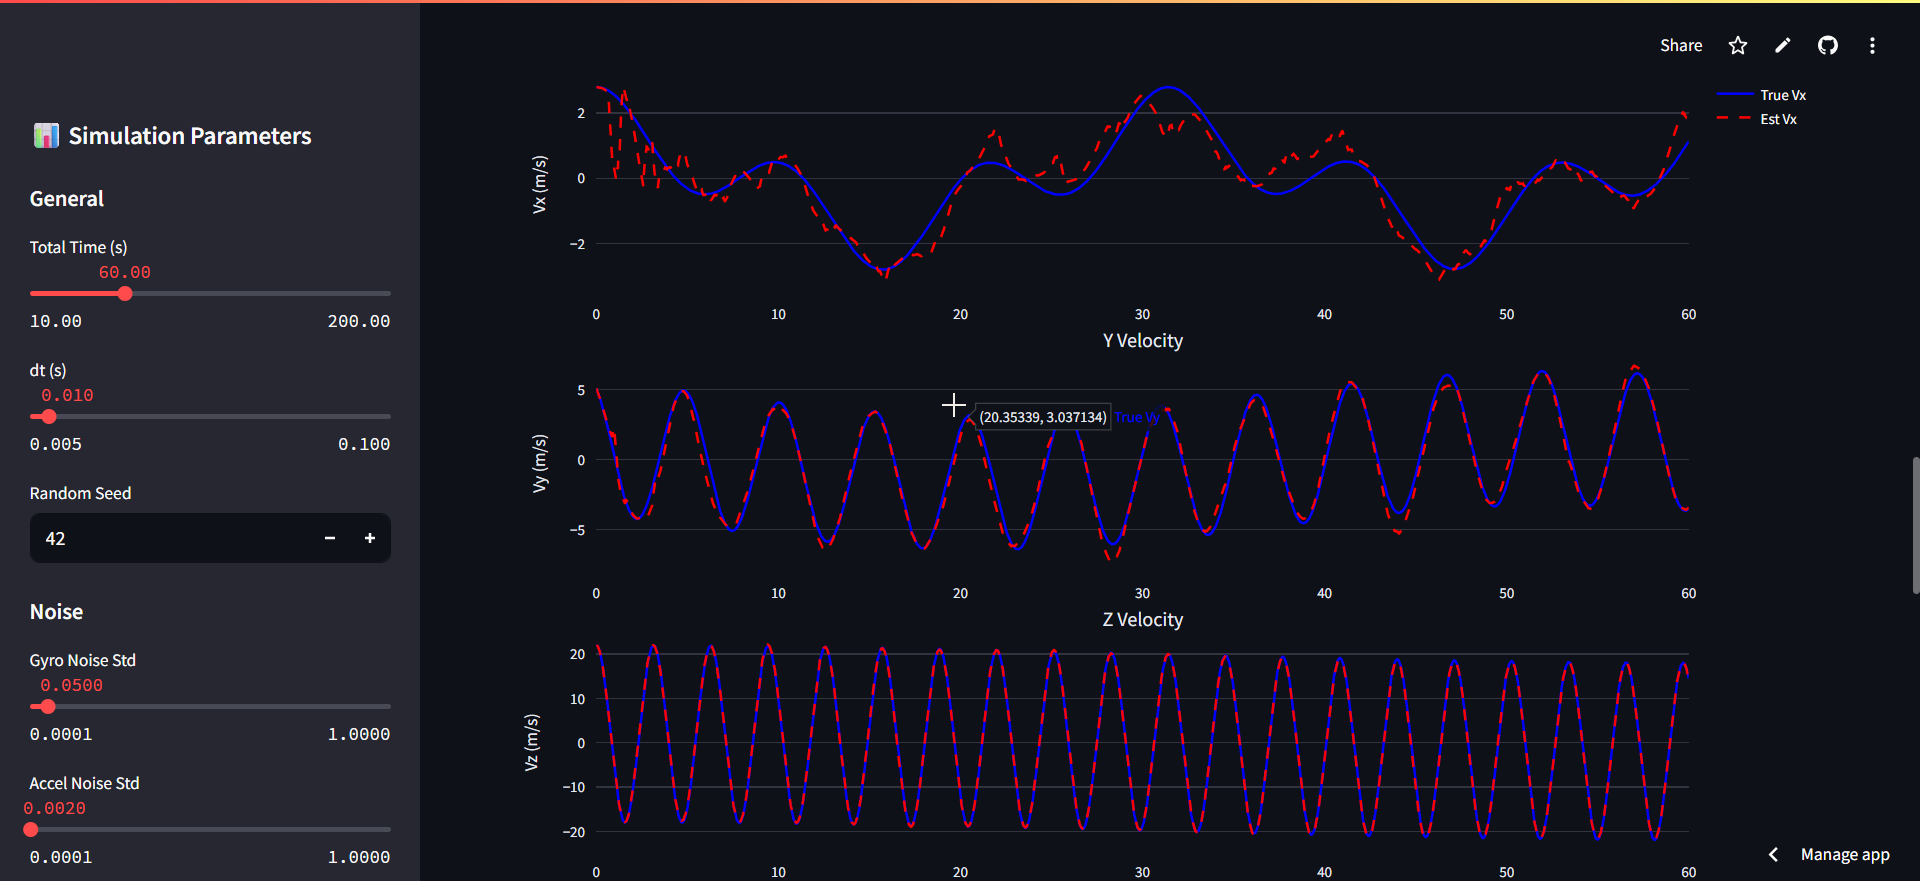 Share
📊 Simulation Parameters
General
Total Time (s)
60.00
10.00 200.00
dt (s)
0.010
0.005 0.100
Random Seed
42 − +
Noise
Gyro Noise Std
0.0500
0.0001 1.0000
Accel Noise Std
0.0020
0.0001 1.0000
True Vx
Est Vx
Vx (m/s)
2
0
−2
0 10 20 30 40 50 60
Y Velocity
Vy (m/s)
5
0
−5
(20.35339, 3.037134) True Vy
0 10 20 30 40 50 60
Z Velocity
Vz (m/s)
20
10
0
−10
−20
0 10 20 30 40 50 60
Manage app